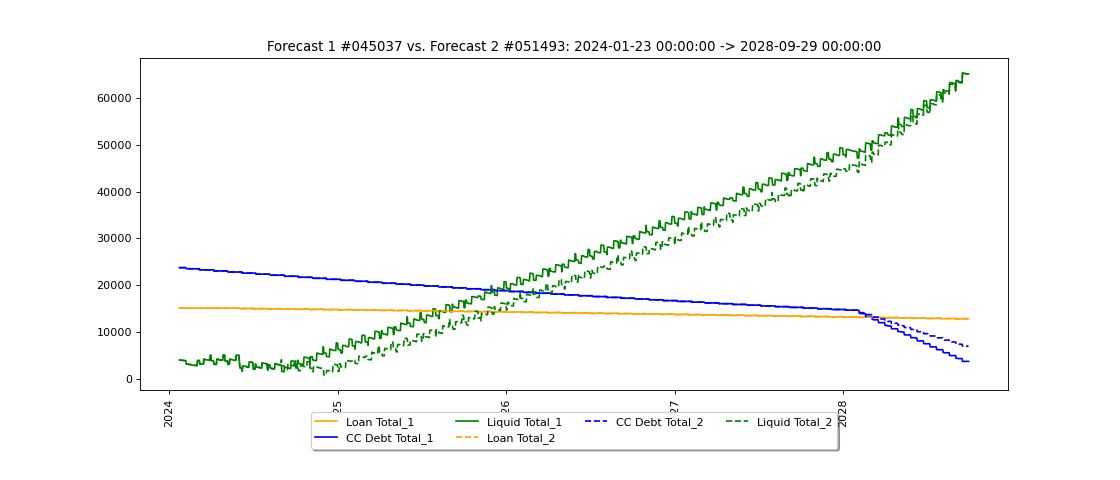 Forecast 1 #045037 vs. Forecast 2 #051493: 2024-01-23 00:00:00 -> 2028-09-29 00:00:00
60000
50000
40000
30000
20000
10000
0
2024
25
26
27
2028
Loan Total_1
Liquid Total_1
CC Debt Total_2
Liquid Total_2
CC Debt Total_1
Loan Total_2